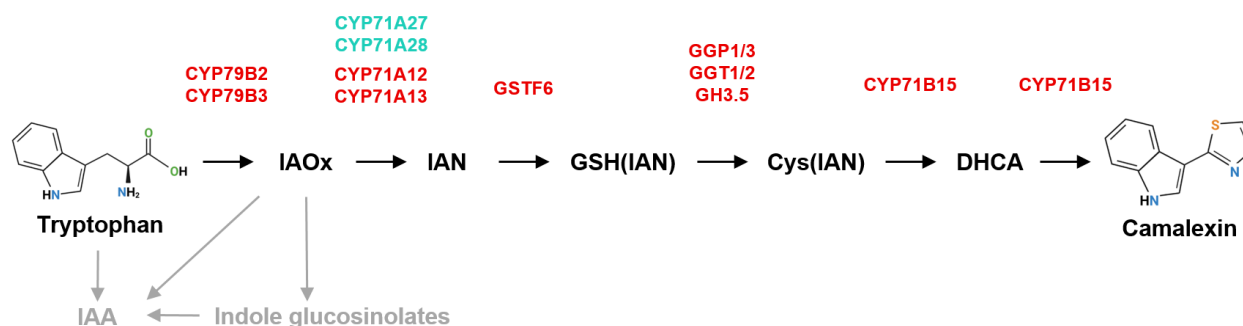 CYP71A27
CYP71A28
CYP79B2
CYP79B3
CYP71A12
CYP71A13
GSTF6
GGP1/3
GGT1/2
GH3.5
CYP71B15
CYP71B15
O
OH
HN
NH₂
Tryptophan
IAOx
IAN
GSH(IAN)
Cys(IAN)
DHCA
S
N
HN
Camalexin
IAA
Indole glucosinolates